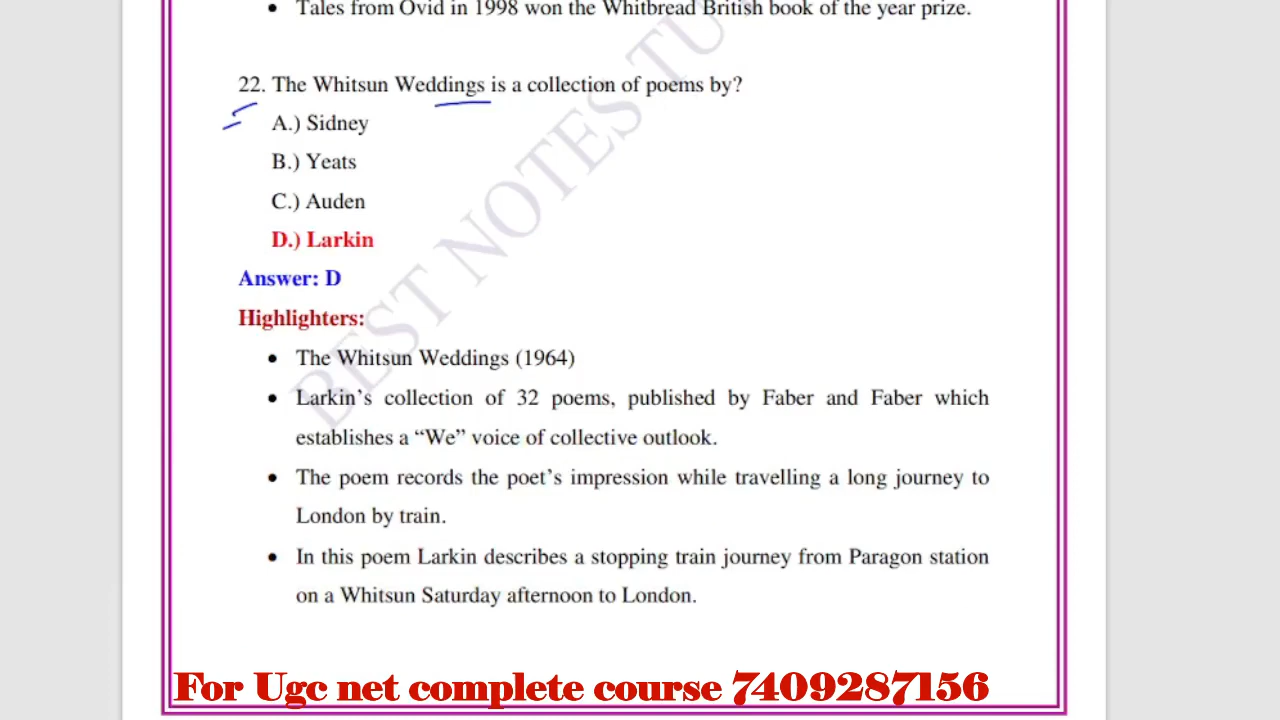 • Tales from Ovid in 1998 won the Whitbread British book of the year prize.
22. The Whitsun Weddings is a collection of poems by?
A.) Sidney
B.) Yeats
C.) Auden
D.) Larkin
Answer: D
Highlighters:
• The Whitsun Weddings (1964)
• Larkin’s collection of 32 poems, published by Faber and Faber which
establishes a “We” voice of collective outlook.
• The poem records the poet’s impression while travelling a long journey to
London by train.
• In this poem Larkin describes a stopping train journey from Paragon station
on a Whitsun Saturday afternoon to London.
BEST NOTES TU
For Ugc net complete course 7409287156